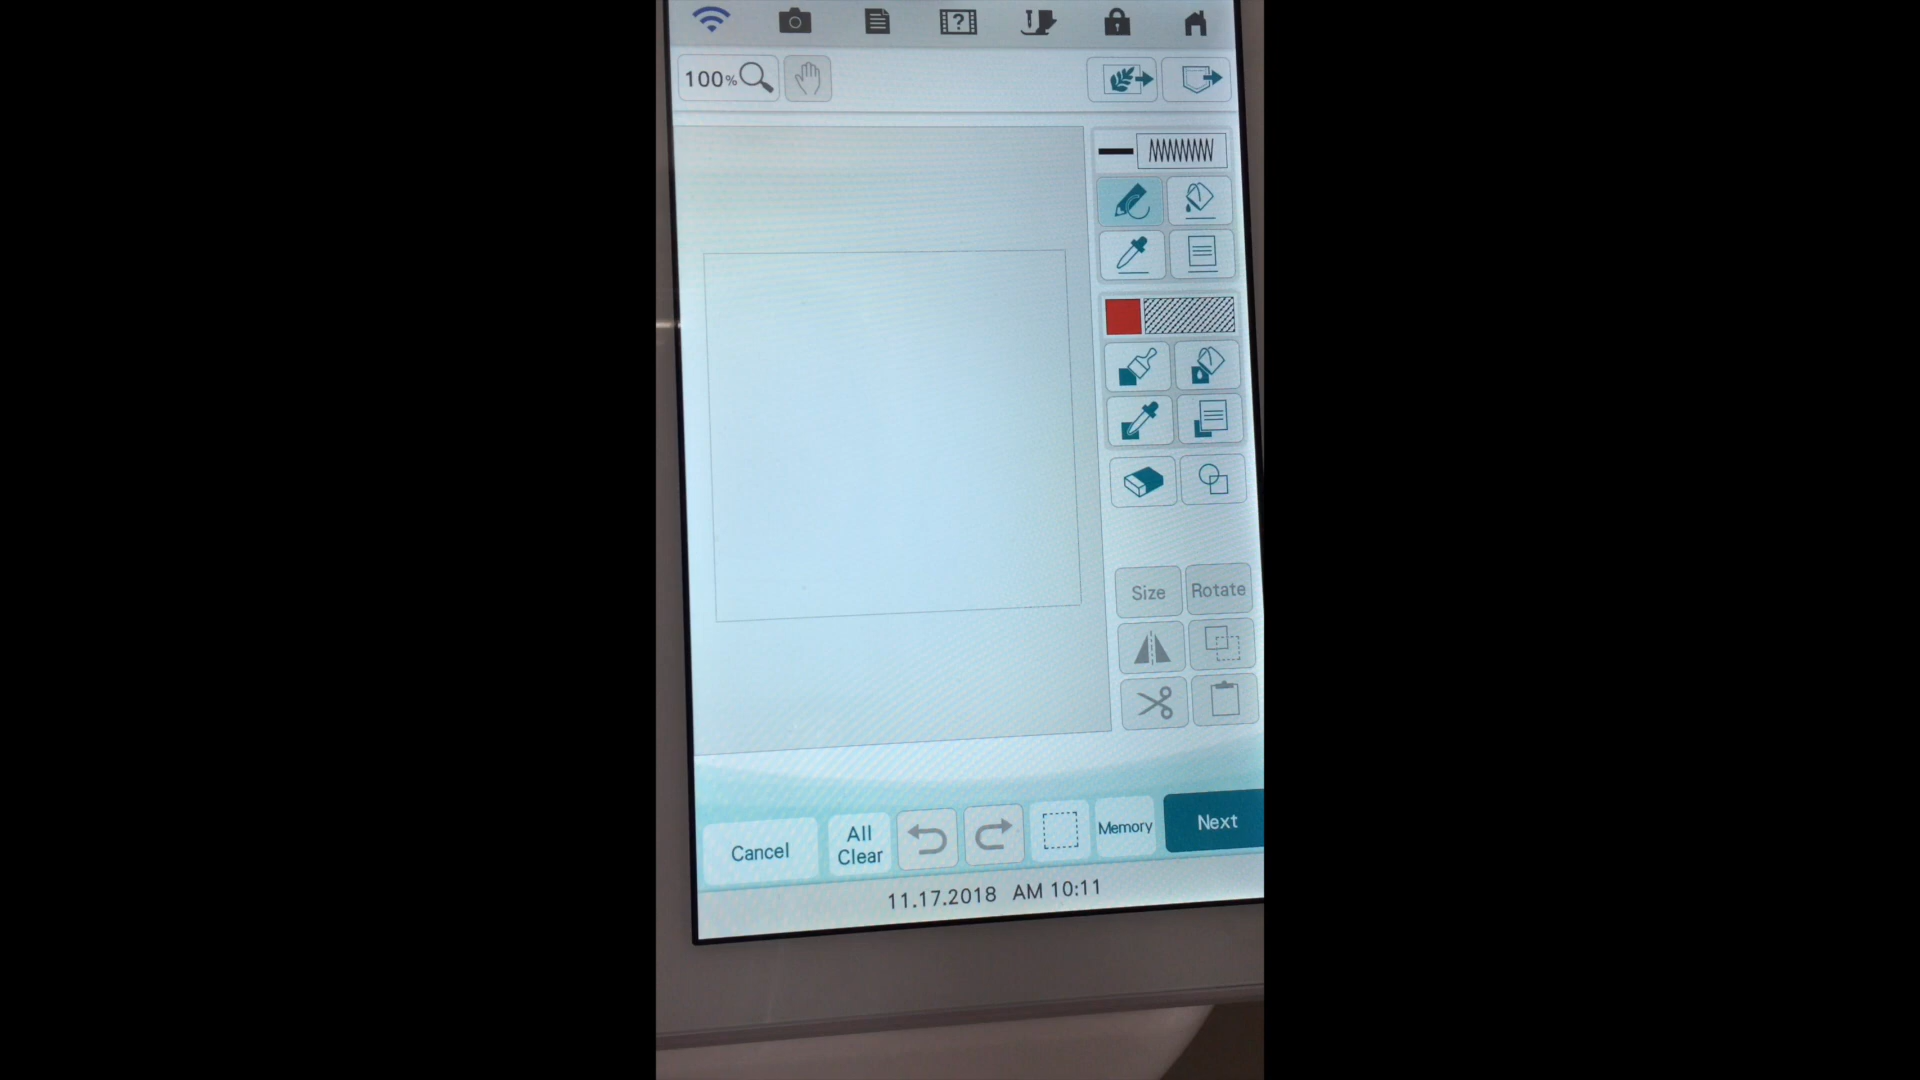 100%
Size
Rotate
Cancel
All
Clear
Memory
Next
11.17.2018 AM 10:11